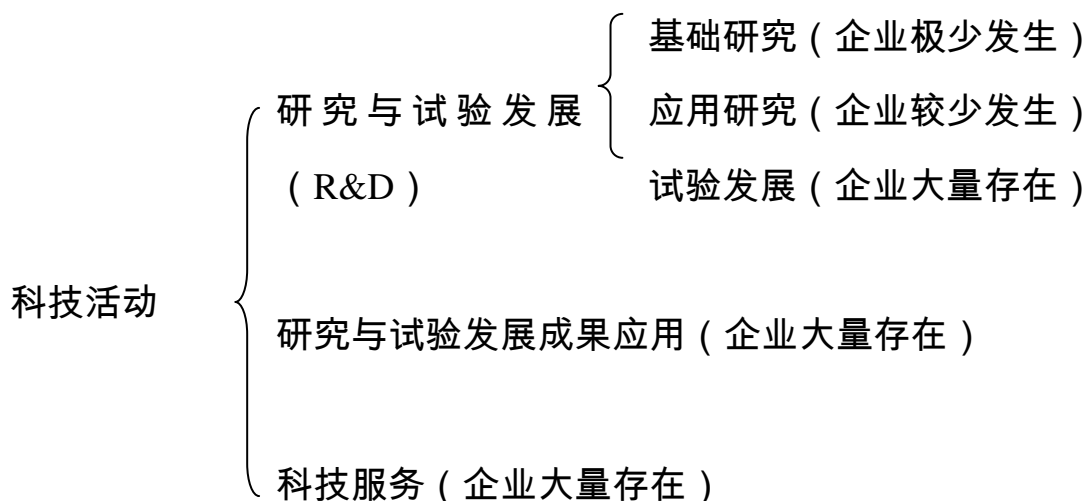 基础研究（企业极少发生）
研究与试验发展
应用研究（企业较少发生）
（R&D）
试验发展（企业大量存在）
科技活动
研究与试验发展成果应用（企业大量存在）
科技服务（企业大量存在）